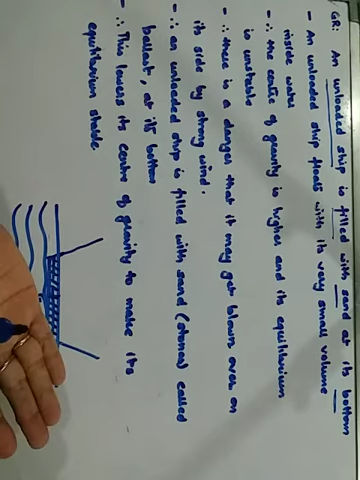 GR: An unloaded ship is filled with sand at its bottom
- An unloaded ship floats with its very small volume
inside water
- ∴ the centre of gravity is higher and its equilibrium
is unstable
- ∴ there is a danger that it may get blown over on
its side by strong wind.
- ∴ an unloaded ship is filled with sand (stones) called
ballast, at its bottom
- ∴ This lowers its centre of gravity to make its
equilibrium stable